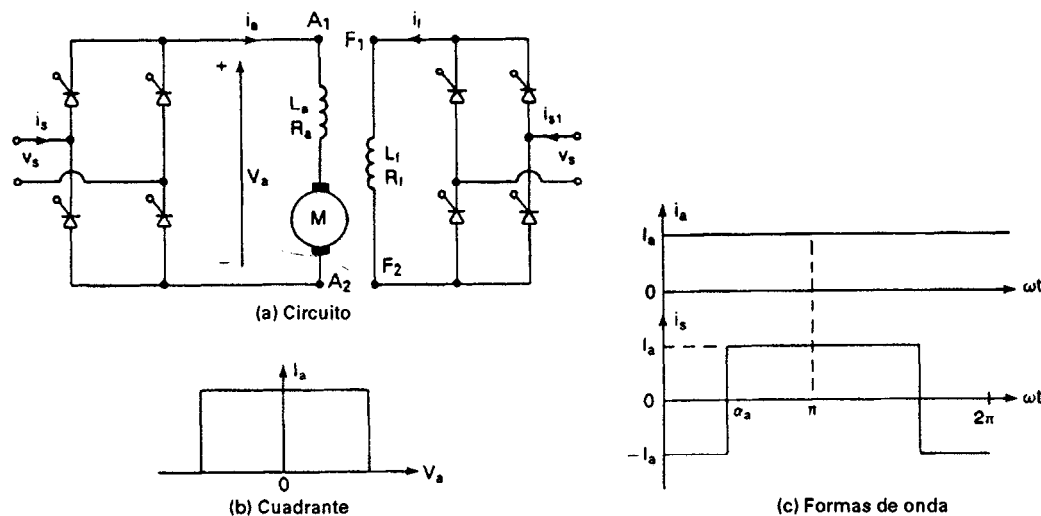 iₐ
A₁
F₁
i_f
+
Lₐ
Rₐ
L_f
R_f
i_s
v_s
Vₐ
M
i_s1
v_s
−
A₂
F₂
(a) Circuito
Iₐ
0
Vₐ
(b) Cuadrante
iₐ
Iₐ
0
ωt
i_s
Iₐ
0
αₐ
π
2π
ωt
−Iₐ
(c) Formas de onda